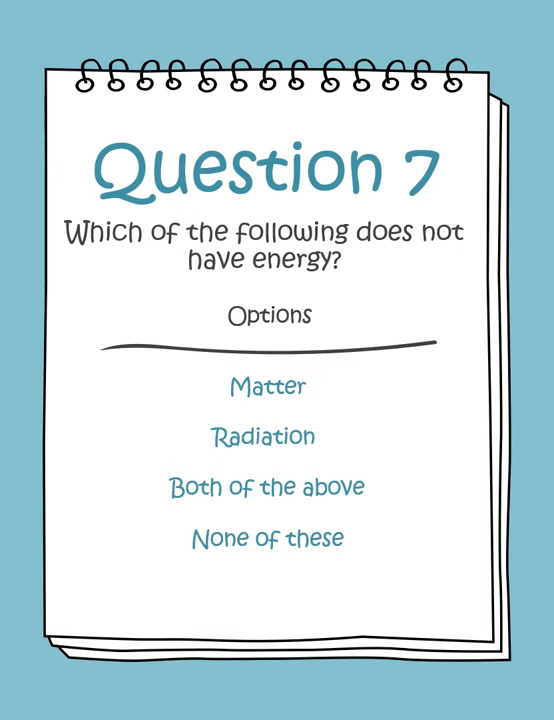 Question 7
Which of the following does not
have energy?
Options
Matter
Radiation
Both of the above
None of these